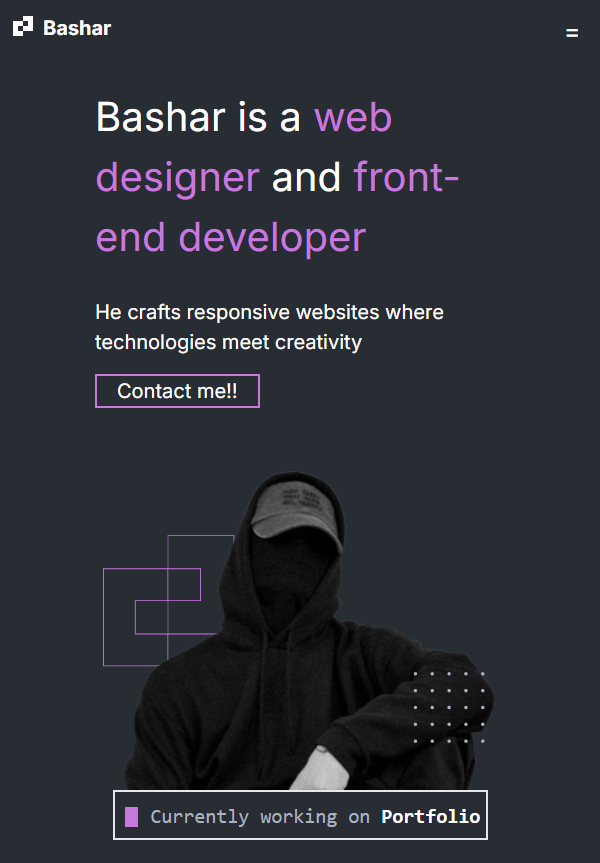 Bashar
Bashar is a web
designer and front-
end developer
He crafts responsive websites where
technologies meet creativity
Contact me!!
Currently working on Portfolio